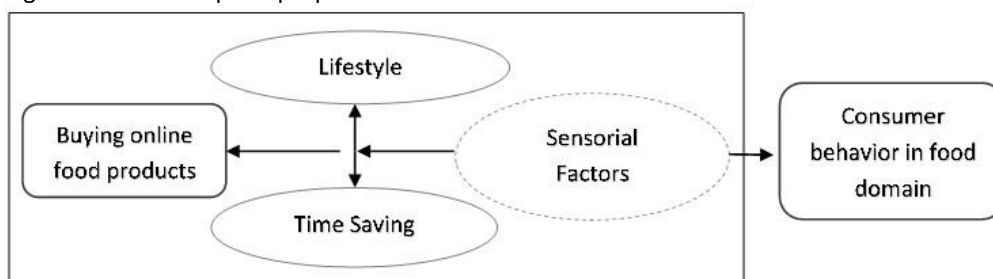 Lifestyle
Buying online
food products
Sensorial
Factors
Time Saving
Consumer
behavior in food
domain